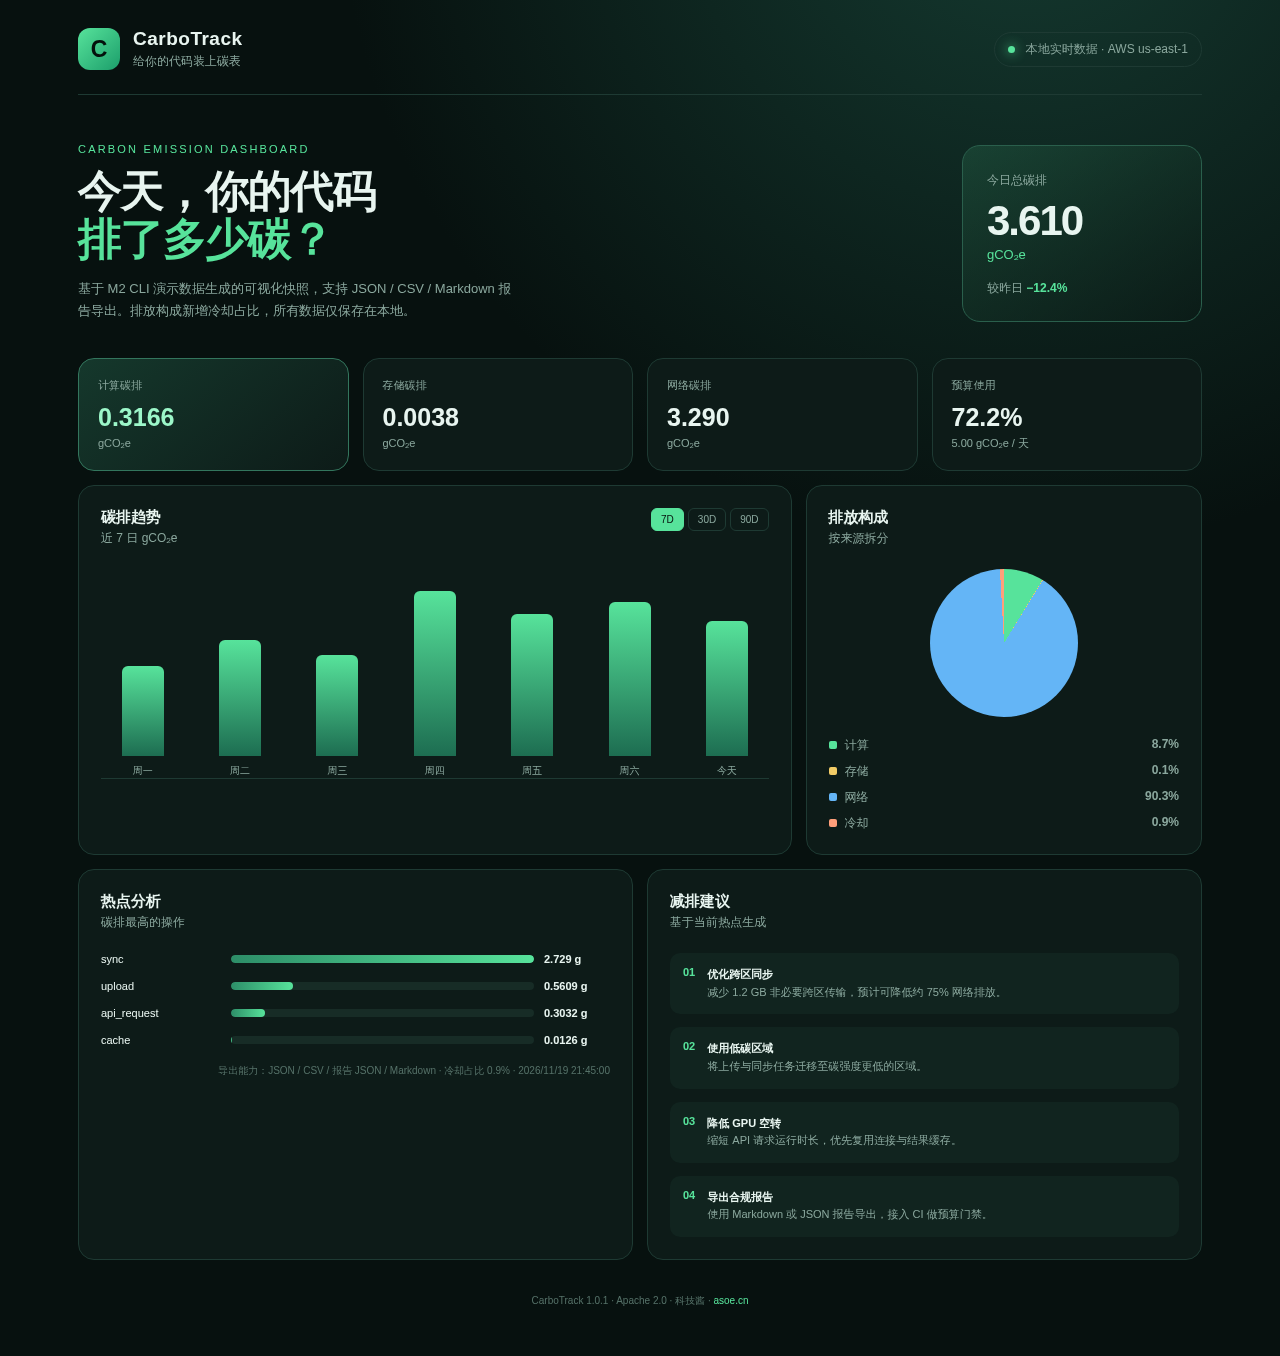 C
CarboTrack
给你的代码装上碳表
本地实时数据 · AWS us-east-1
CARBON EMISSION DASHBOARD
今天，你的代码
排了多少碳？
基于 M2 CLI 演示数据生成的可视化快照，支持 JSON / CSV / Markdown 报
告导出。排放构成新增冷却占比，所有数据仅保存在本地。
今日总碳排
3.610
gCO₂e
较昨日 −12.4%
计算碳排
0.3166
gCO₂e
存储碳排
0.0038
gCO₂e
网络碳排
3.290
gCO₂e
预算使用
72.2%
5.00 gCO₂e / 天
碳排趋势
近 7 日 gCO₂e
7D 30D 90D
周一 周二 周三 周四 周五 周六 今天
排放构成
按来源拆分
计算 8.7%
存储 0.1%
网络 90.3%
冷却 0.9%
热点分析
碳排最高的操作
sync 2.729 g
upload 0.5609 g
api_request 0.3032 g
cache 0.0126 g
导出能力：JSON / CSV / 报告 JSON / Markdown · 冷却占比 0.9% · 2026/11/19 21:45:00
减排建议
基于当前热点生成
01 优化跨区同步
减少 1.2 GB 非必要跨区传输，预计可降低约 75% 网络排放。
02 使用低碳区域
将上传与同步任务迁移至碳强度更低的区域。
03 降低 GPU 空转
缩短 API 请求运行时长，优先复用连接与结果缓存。
04 导出合规报告
使用 Markdown 或 JSON 报告导出，接入 CI 做预算门禁。
CarboTrack 1.0.1 · Apache 2.0 · 科技酱 · asoe.cn